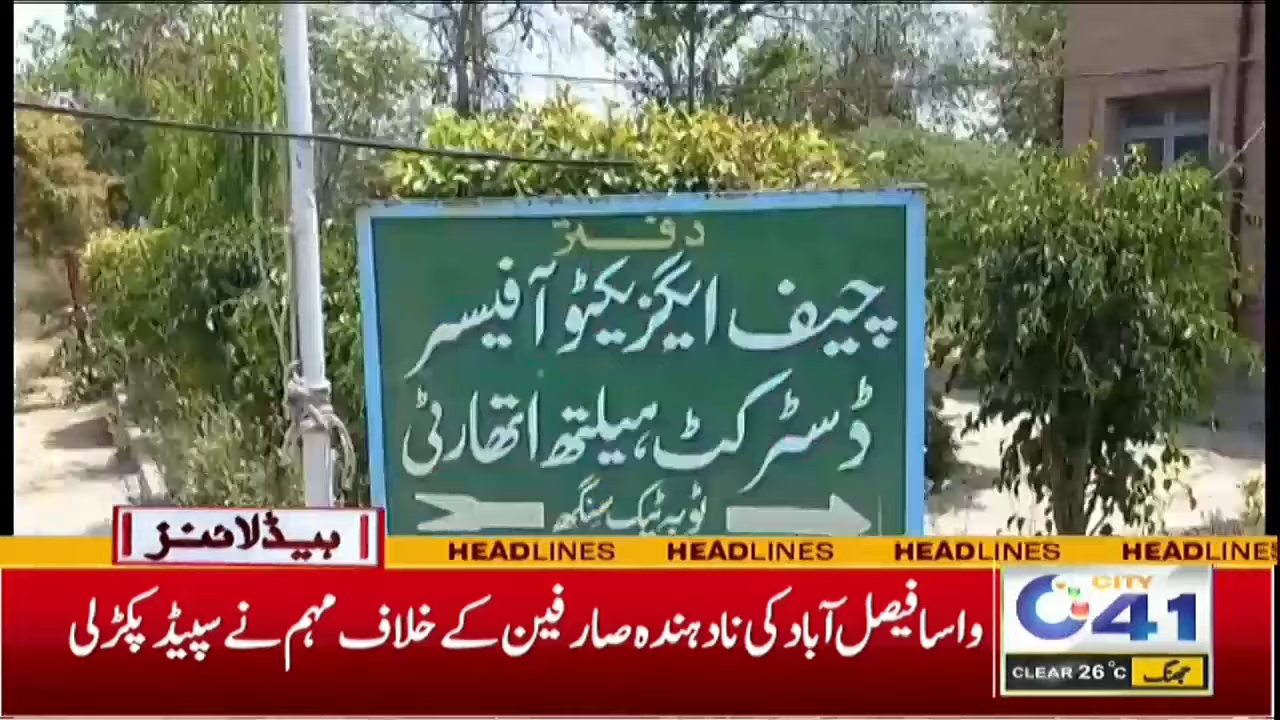 دفتر
چیف ایگزیکٹو آفیسر
ڈسٹرکٹ ہیلتھ اتھارٹی
ٹوبہ ٹیک سنگھ
ہیڈلائنز
HEADLINES HEADLINES HEADLINES HEADLINES
واسا فیصل آباد کی نادہندہ صارفین کے خلاف مہم نے سپیڈ پکڑلی
CITY
41
CLEAR 26°C جھنگ